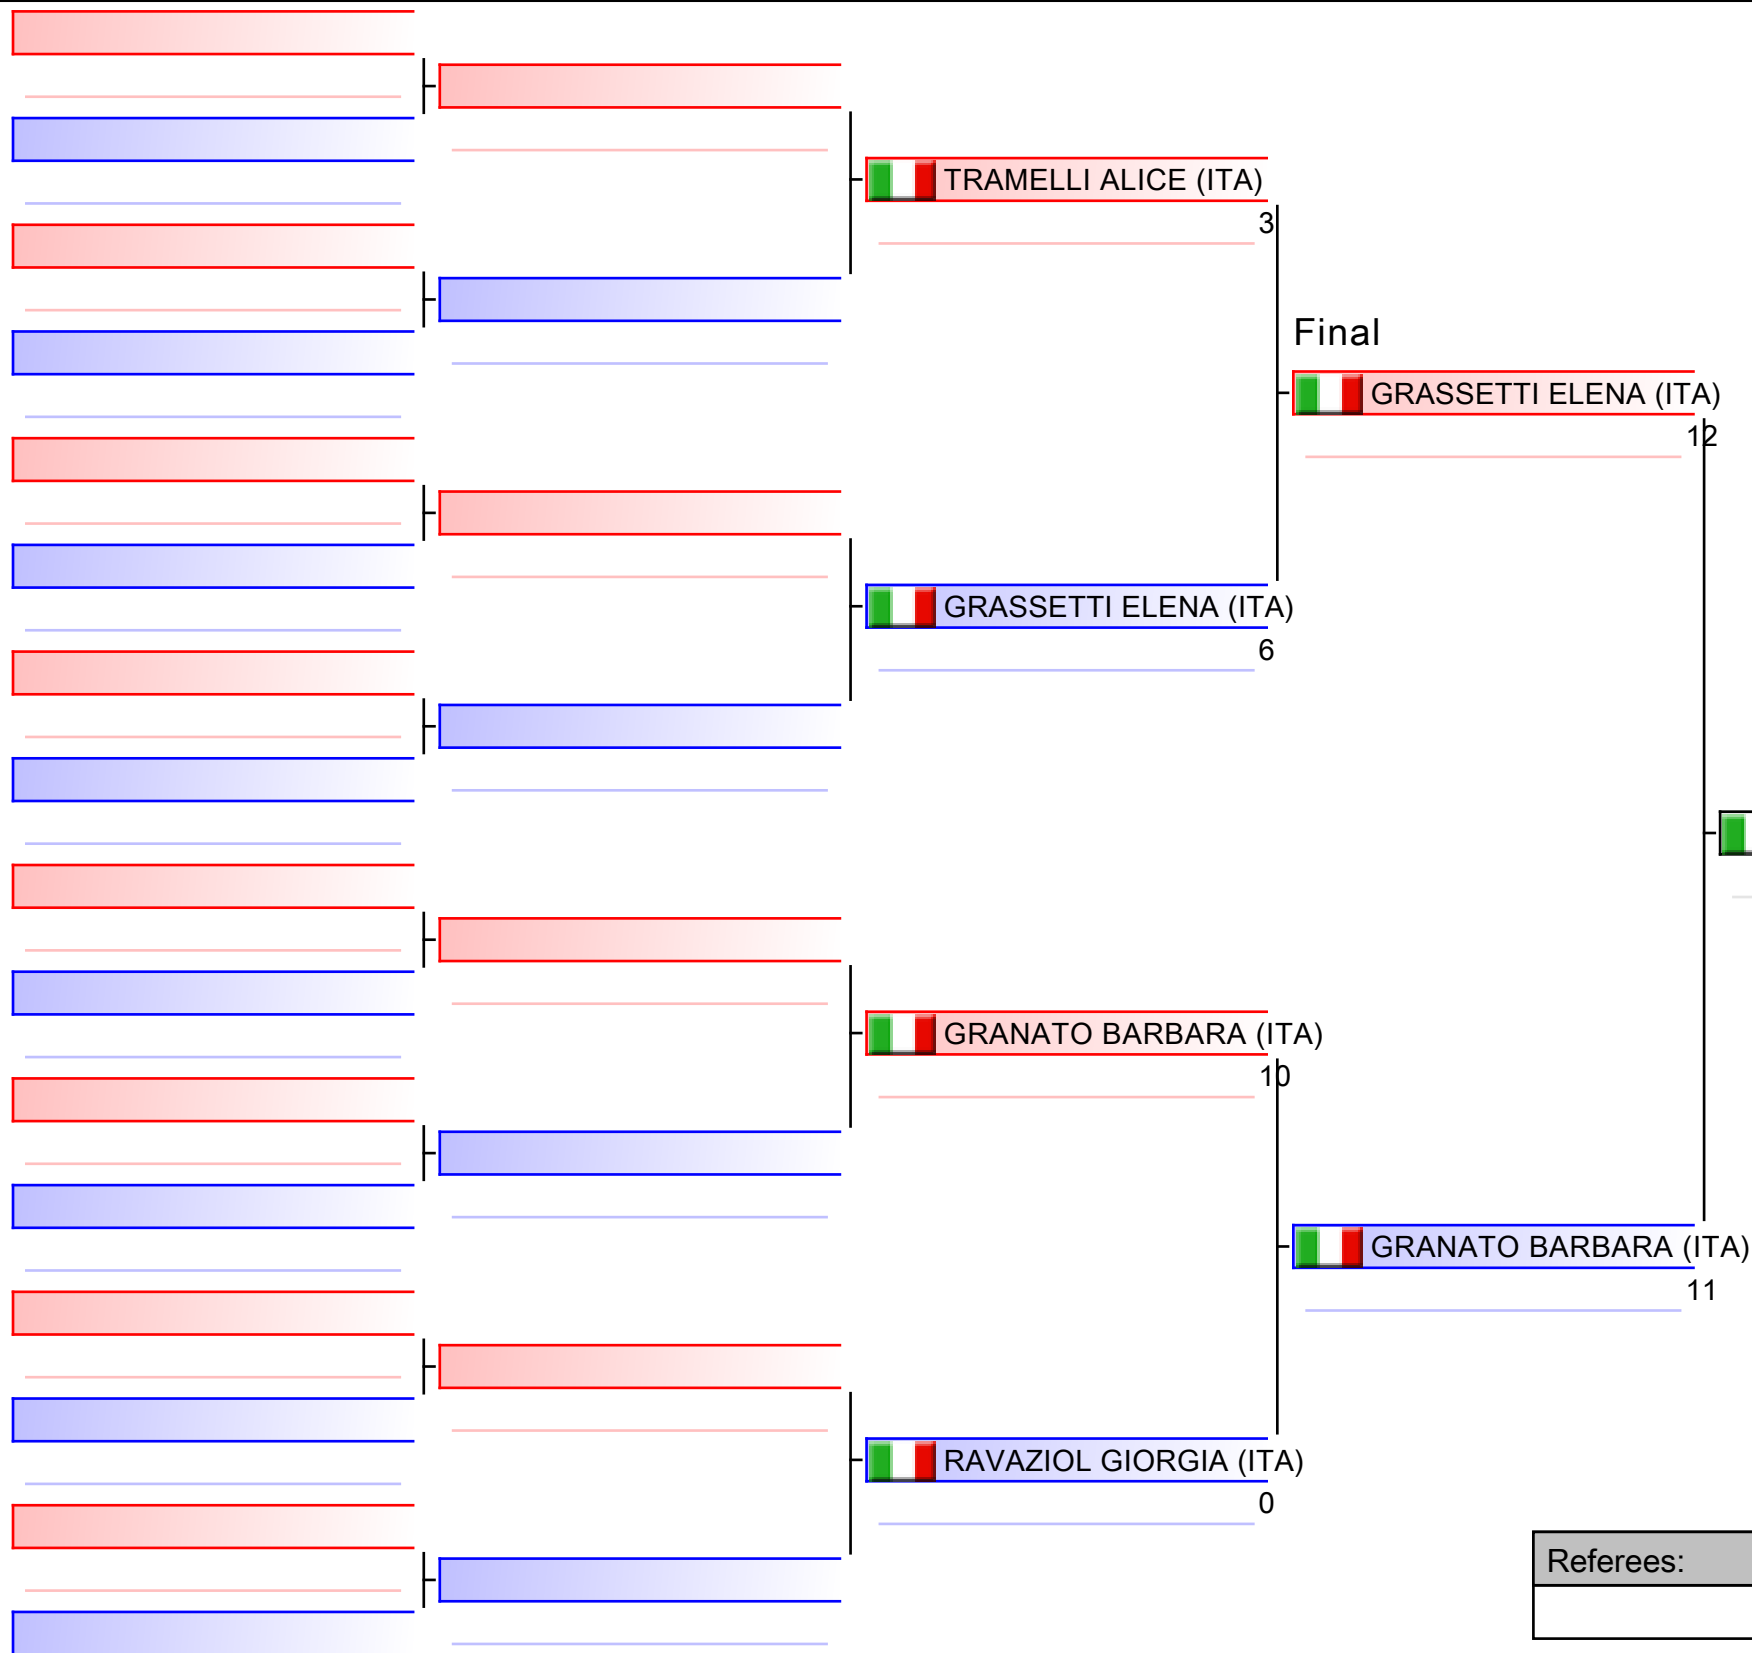 TRAMELLI ALICE (ITA)
3
Final
GRASSETTI ELENA (ITA)
12
GRASSETTI ELENA (ITA)
6
GRANATO BARBARA (ITA)
10
GRANATO BARBARA (ITA)
11
RAVAZIOL GIORGIA (ITA)
0
Referees: